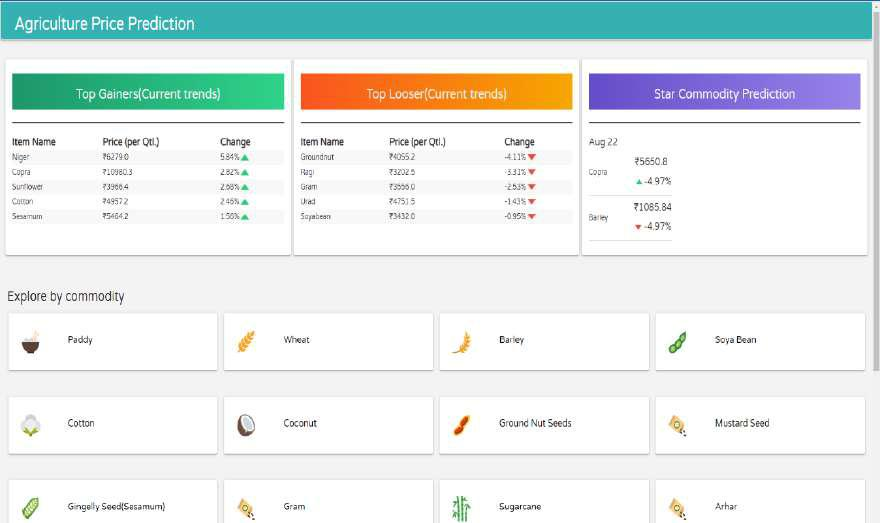 Agriculture Price Prediction
Top Gainers(Current trends)
Item Name Price (per Qtl.) Change
Niger ₹6279.0 5.84%
Copra ₹10980.3 2.82%
Sunflower ₹3966.4 2.68%
Cotton ₹4957.2 2.46%
Sesamum ₹5464.2 1.56%
Top Looser(Current trends)
Item Name Price (per Qtl.) Change
Groundnut ₹4055.2 -4.11%
Ragi ₹3202.5 -3.31%
Gram ₹3556.0 -2.53%
Urad ₹4751.5 -1.43%
Soyabean ₹3432.0 -0.95%
Star Commodity Prediction
Aug 22
Copra ₹5650.8
-4.97%
Barley ₹1085.84
-4.97%
Explore by commodity
Paddy Wheat Barley Soya Bean
Cotton Coconut Ground Nut Seeds Mustard Seed
Gingelly Seed(Sesamum) Gram Sugarcane Arhar